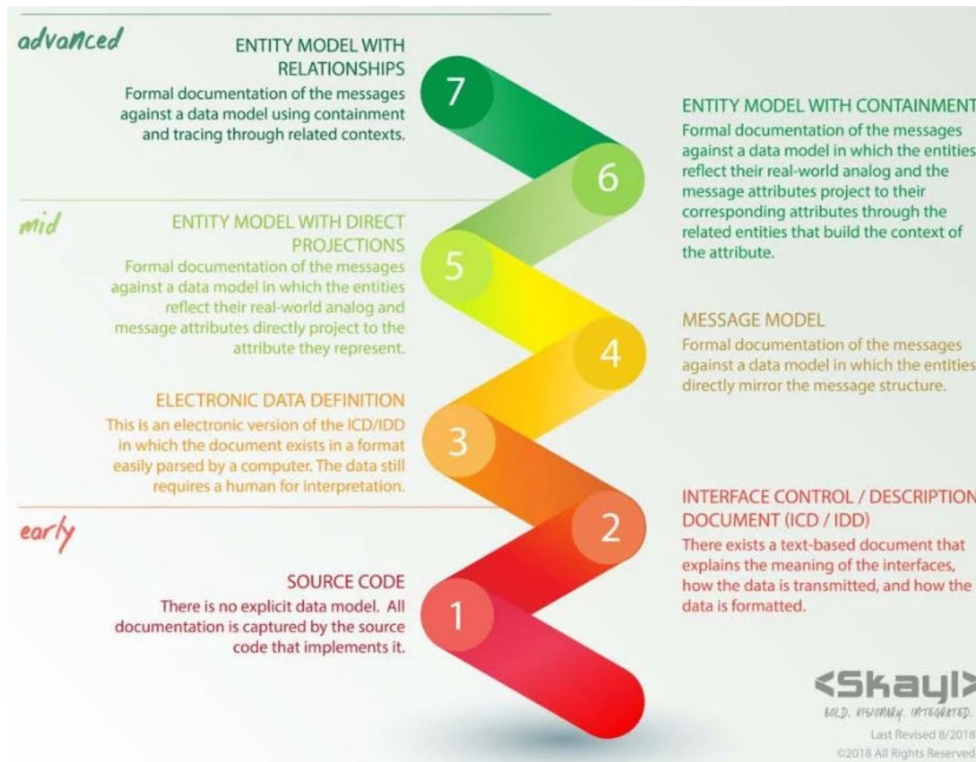 advanced
ENTITY MODEL WITH
RELATIONSHIPS
Formal documentation of the messages
against a data model using containment
and tracing through related contexts.
7
ENTITY MODEL WITH CONTAINMENT
Formal documentation of the messages
against a data model in which the entities
reflect their real-world analog and the
message attributes project to their
corresponding attributes through the
related entities that build the context of
the attribute.
6
mid
ENTITY MODEL WITH DIRECT
PROJECTIONS
Formal documentation of the messages
against a data model in which the entities
reflect their real-world analog and
message attributes directly project to the
attribute they represent.
5
MESSAGE MODEL
Formal documentation of the messages
against a data model in which the entities
directly mirror the message structure.
4
ELECTRONIC DATA DEFINITION
This is an electronic version of the ICD/IDD
in which the document exists in a format
easily parsed by a computer. The data still
requires a human for interpretation.
3
INTERFACE CONTROL / DESCRIPTION
DOCUMENT (ICD / IDD)
There exists a text-based document that
explains the meaning of the interfaces,
how the data is transmitted, and how the
data is formatted.
2
early
SOURCE CODE
There is no explicit data model. All
documentation is captured by the source
code that implements it.
1
<Skayl>
BOLD. VISIONARY. INTEGRATED.
Last Revised 8/2018
©2018 All Rights Reserved